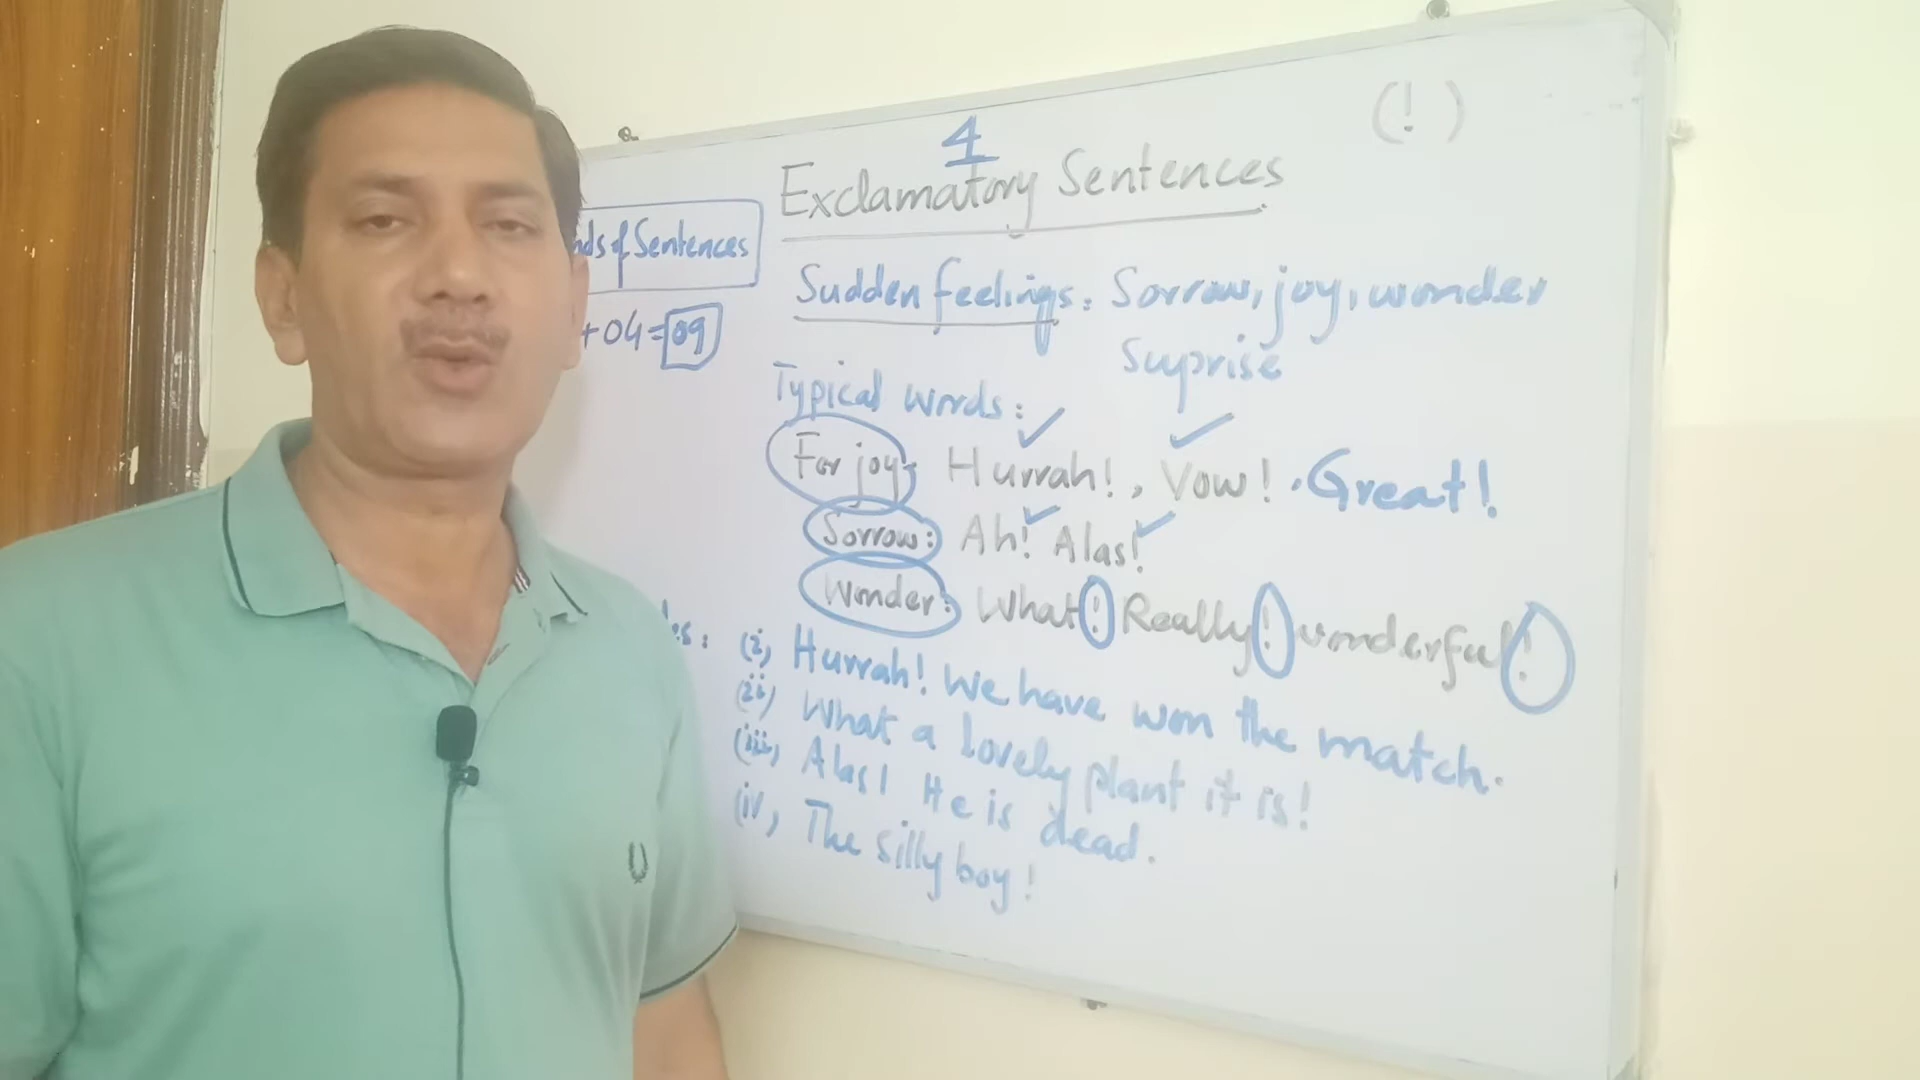 ( ! )
4
Exclamatory Sentences
nds of Sentences
+04=09
Sudden feelings: Sorrow, joy, wonder
Suprise
Typical words:
For joy: Hurrah!, Vow!, Great!
Sorrow: Ah! Alas!
Wonder: What! Really! wonderful!
les: (i) Hurrah! We have won the match.
(ii) What a lovely plant it is!
(iii) Alas! He is dead.
(iv) The silly boy!